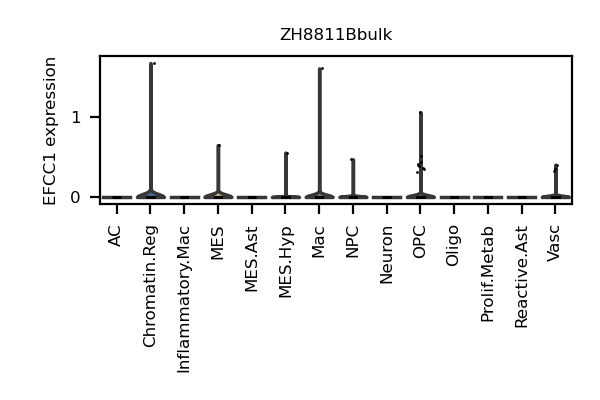 ZH8811Bbulk
EFCC1 expression
1
0
AC
Chromatin.Reg
Inflammatory.Mac
MES
MES.Ast
MES.Hyp
Mac
NPC
Neuron
OPC
Oligo
Prolif.Metab
Reactive.Ast
Vasc